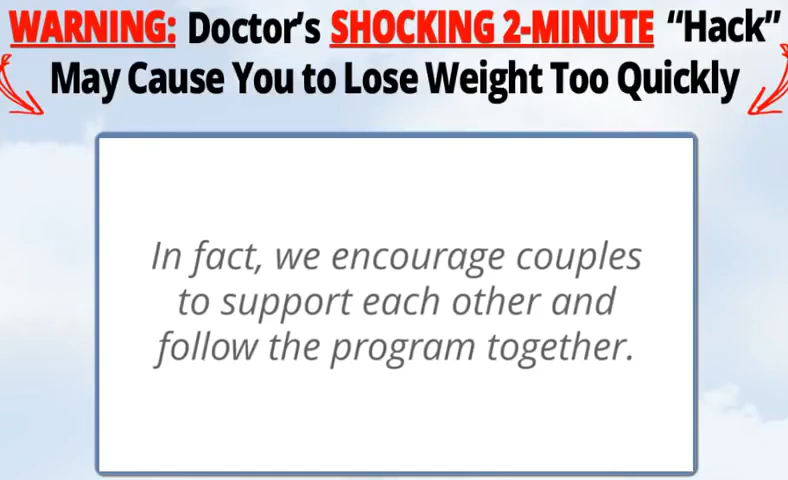 WARNING: Doctor's SHOCKING 2-MINUTE “Hack”
May Cause You to Lose Weight Too Quickly
In fact, we encourage couples
to support each other and
follow the program together.